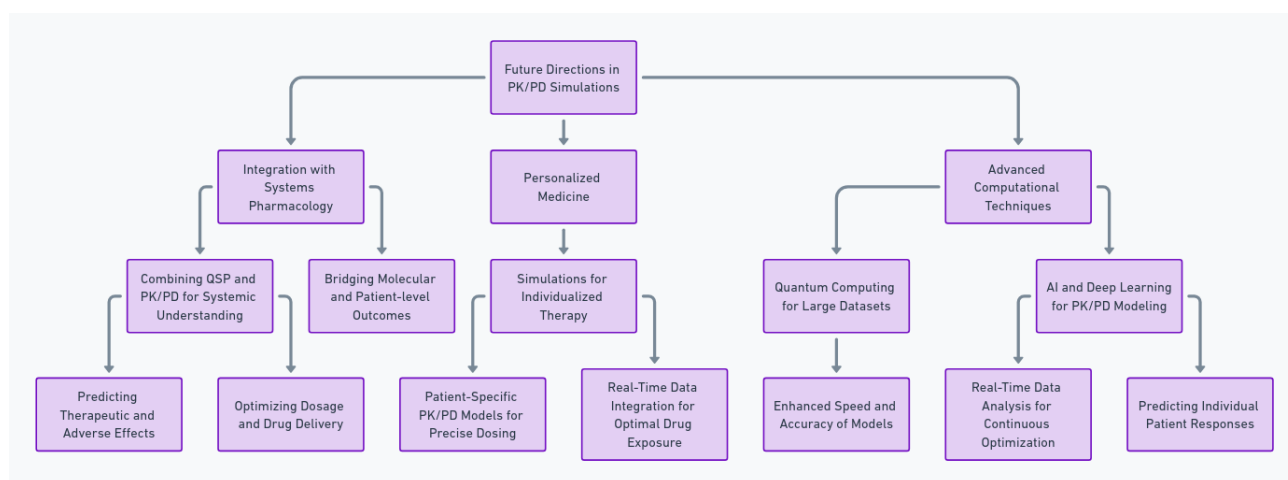 Future Directions in
PK/PD Simulations
Integration with
Systems
Pharmacology
Personalized
Medicine
Advanced
Computational
Techniques
Combining QSP and
PK/PD for Systemic
Understanding
Bridging Molecular
and Patient-level
Outcomes
Simulations for
Individualized
Therapy
Quantum Computing
for Large Datasets
AI and Deep Learning
for PK/PD Modeling
Predicting
Therapeutic and
Adverse Effects
Optimizing Dosage
and Drug Delivery
Patient-Specific
PK/PD Models for
Precise Dosing
Real-Time Data
Integration for
Optimal Drug
Exposure
Enhanced Speed and
Accuracy of Models
Real-Time Data
Analysis for
Continuous
Optimization
Predicting Individual
Patient Responses